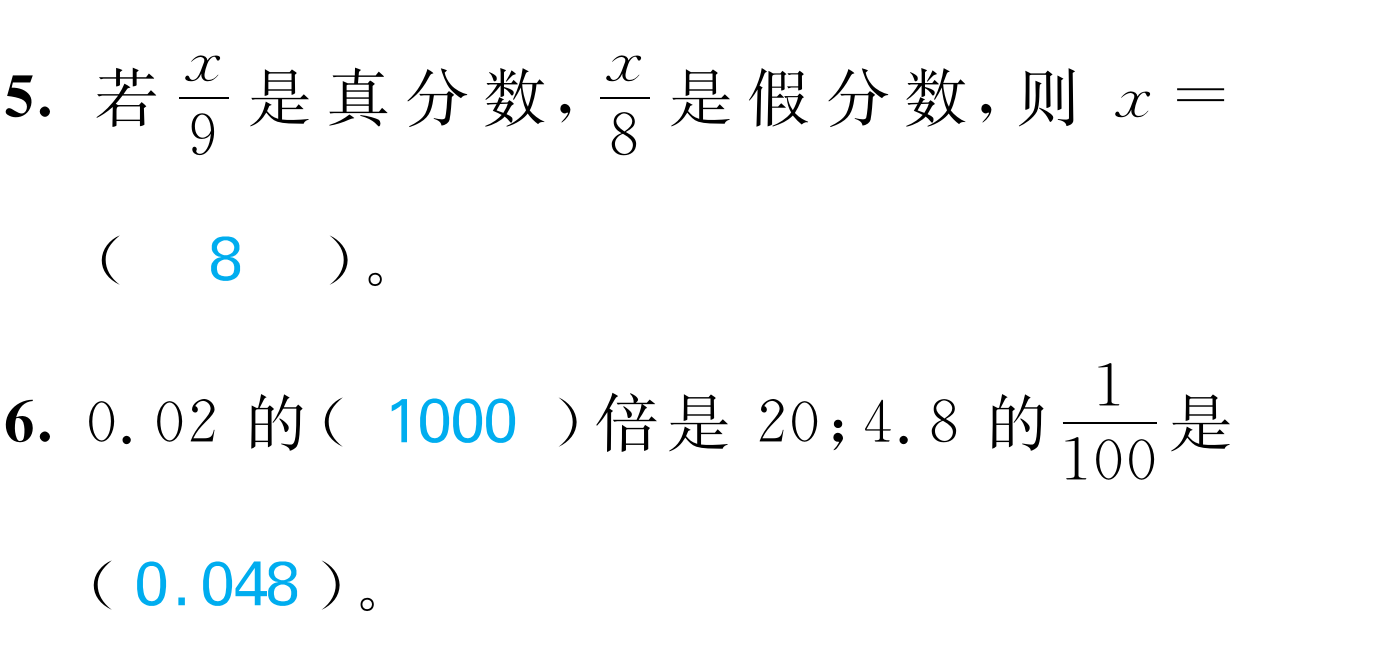 5. 若 x/9 是真分数, x/8 是假分数, 则 x =
( 8 )。
6. 0.02 的( 1000 )倍是 20;4.8 的 1/100 是
( 0.048 )。